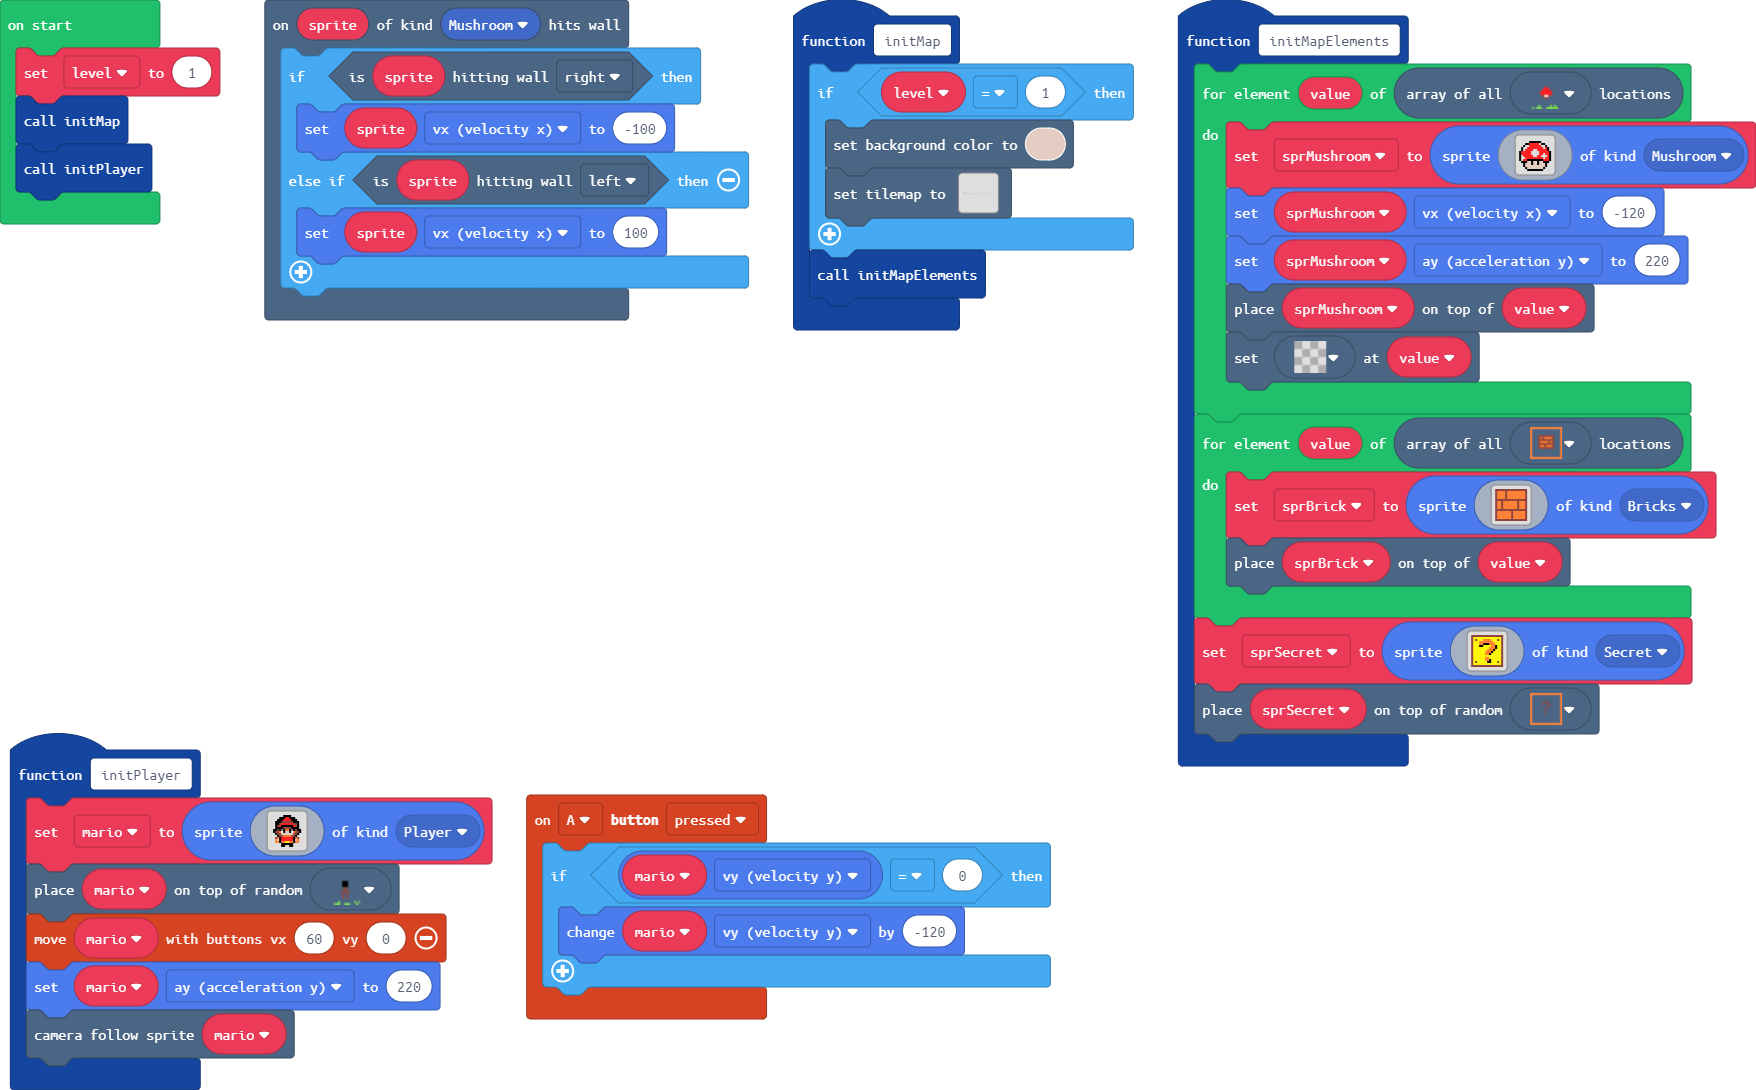 on start
set level to 1
call initMap
call initPlayer
on sprite of kind Mushroom hits wall
if is sprite hitting wall right then
set sprite vx (velocity x) to -100
else if is sprite hitting wall left then
set sprite vx (velocity x) to 100
function initMap
if level = 1 then
set background color to
set tilemap to
call initMapElements
function initMapElements
for element value of array of all locations
do
set sprMushroom to sprite of kind Mushroom
set sprMushroom vx (velocity x) to -120
set sprMushroom ay (acceleration y) to 220
place sprMushroom on top of value
set at value
for element value of array of all locations
do
set sprBrick to sprite of kind Bricks
place sprBrick on top of value
set sprSecret to sprite ? of kind Secret
place sprSecret on top of random ?
function initPlayer
set mario to sprite of kind Player
place mario on top of random
move mario with buttons vx 60 vy 0
set mario ay (acceleration y) to 220
camera follow sprite mario
on A button pressed
if mario vy (velocity y) = 0 then
change mario vy (velocity y) by -120